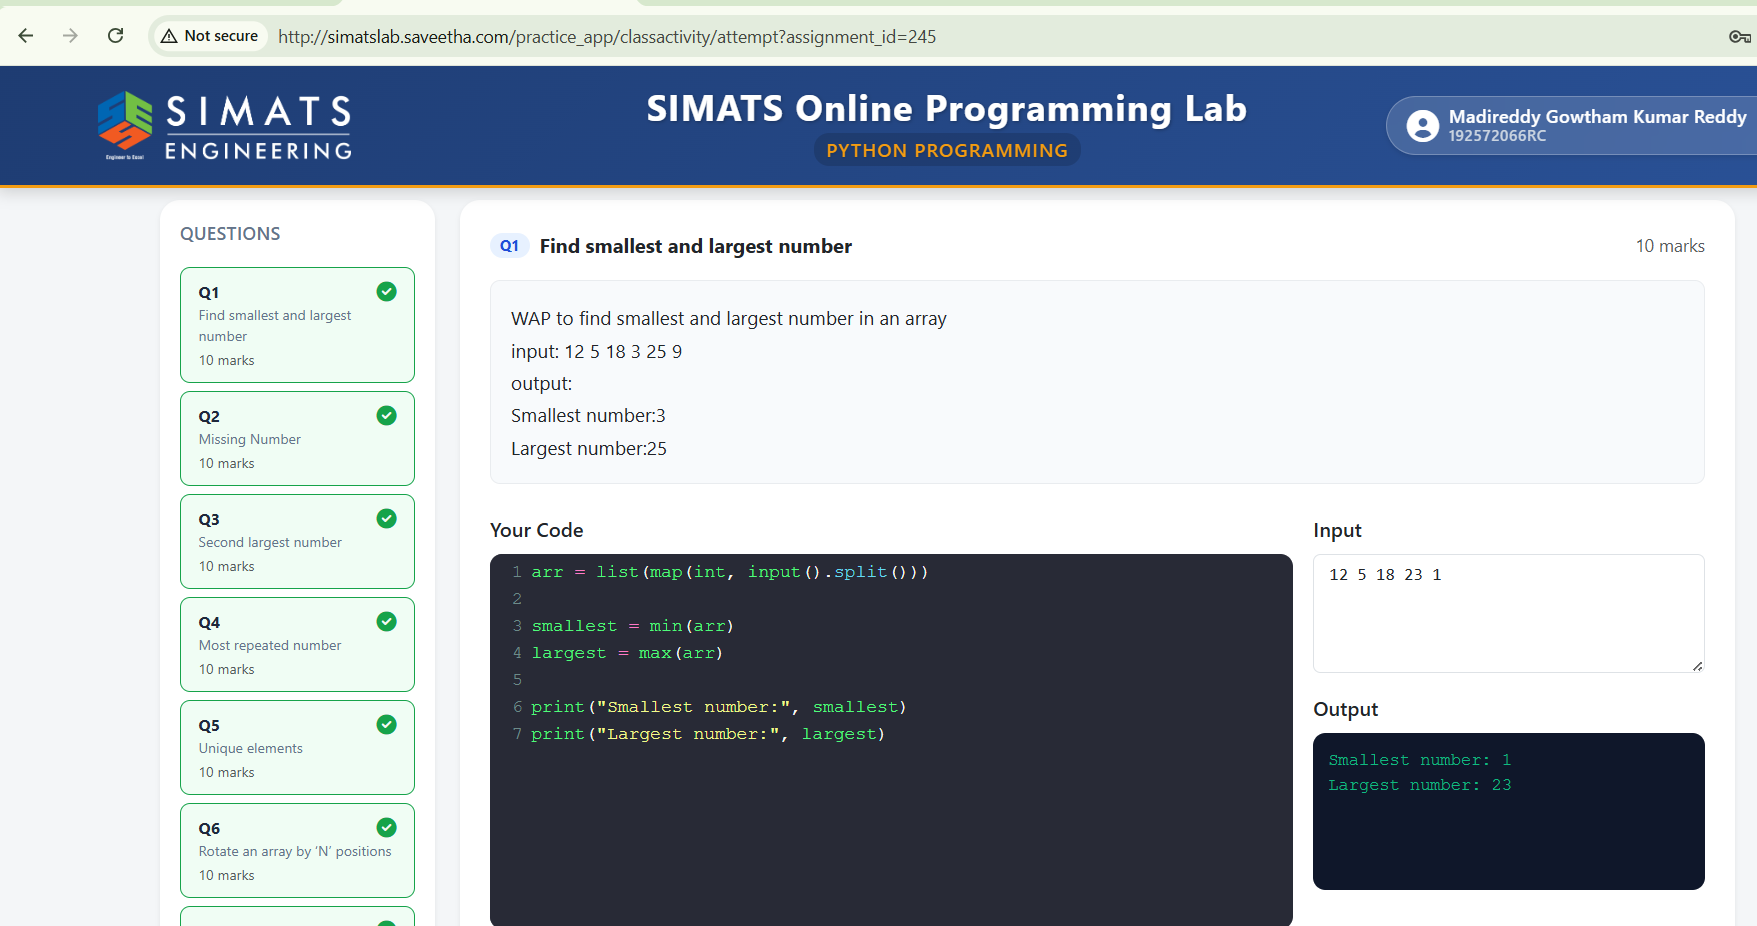 Not secure
http://simatslab.saveetha.com/practice_app/classactivity/attempt?assignment_id=245
SIMATS
ENGINEERING
Engineer to Excel
SIMATS Online Programming Lab
PYTHON PROGRAMMING
Madireddy Gowtham Kumar Reddy
192572066RC
QUESTIONS
Q1
Find smallest and largest
number
10 marks
Q2
Missing Number
10 marks
Q3
Second largest number
10 marks
Q4
Most repeated number
10 marks
Q5
Unique elements
10 marks
Q6
Rotate an array by ‘N’ positions
10 marks
Q1 Find smallest and largest number
10 marks
WAP to find smallest and largest number in an array
input: 12 5 18 3 25 9
output:
Smallest number:3
Largest number:25
Your Code
1 arr = list(map(int, input().split()))
2
3 smallest = min(arr)
4 largest = max(arr)
5
6 print("Smallest number:", smallest)
7 print("Largest number:", largest)
Input
12 5 18 23 1
Output
Smallest number: 1
Largest number: 23